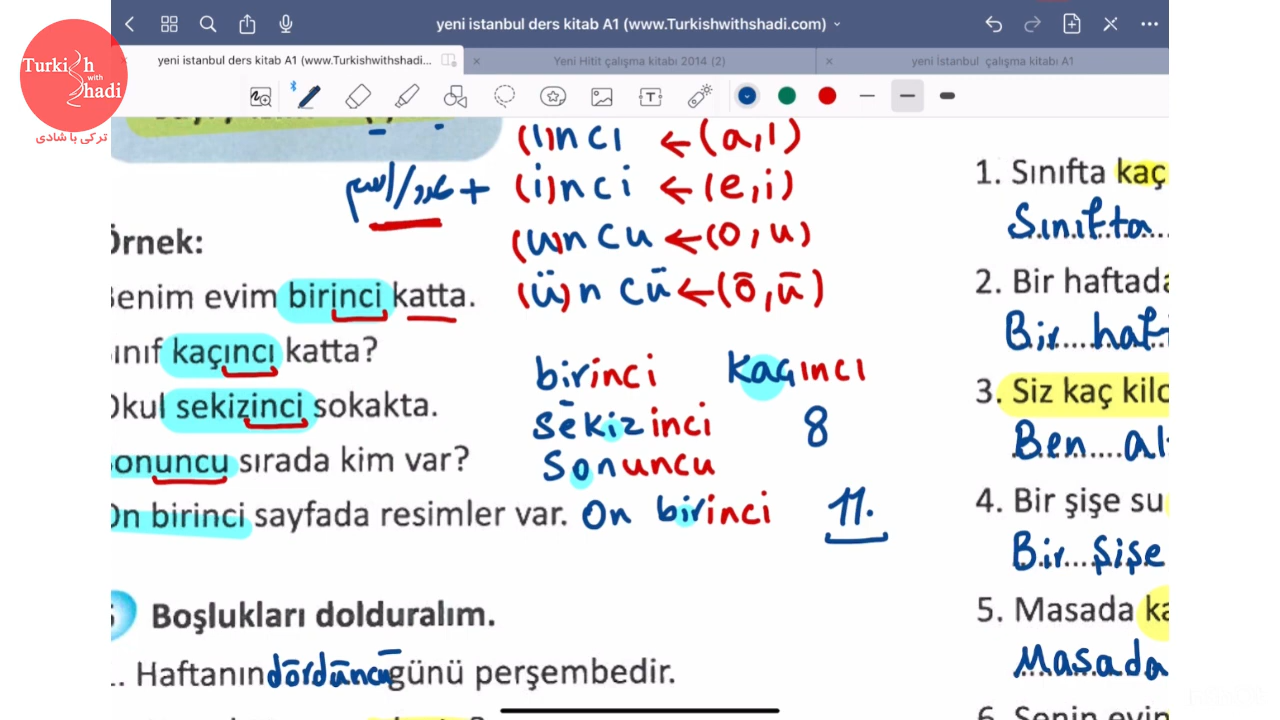 yeni istanbul ders kitab A1 (www.Turkishwithshadi.com)
Turkish with Shadi
ترکی با شادی
yeni istanbul ders kitab A1 (www.Turkishwithshadi...
Yeni Hitit çalışma kitabı 2014 (2)
yeni İstanbul çalışma kitabı A1
(ı)ncı ← (a,ı)
عدد/اسم + (i)nci ← (e,i)
(u)ncu ← (o,u)
(ü)ncü ← (ö,ü)
Örnek:
Benim evim birinci katta.
Sınıf kaçıncı katta?
Okul sekizinci sokakta.
Sonuncu sırada kim var?
On birinci sayfada resimler var.
birinci kaçıncı
sekizinci 8
sonuncu
On birinci 11.
Boşlukları dolduralım.
1. Haftanın dördüncü günü perşembedir.
1. Sınıfta kaç
Sınıfta
2. Bir haftada
Bir haft
3. Siz kaç kilo
Ben al
4. Bir şişe su
Bir şişe
5. Masada ka
Masada
6. Senin evin